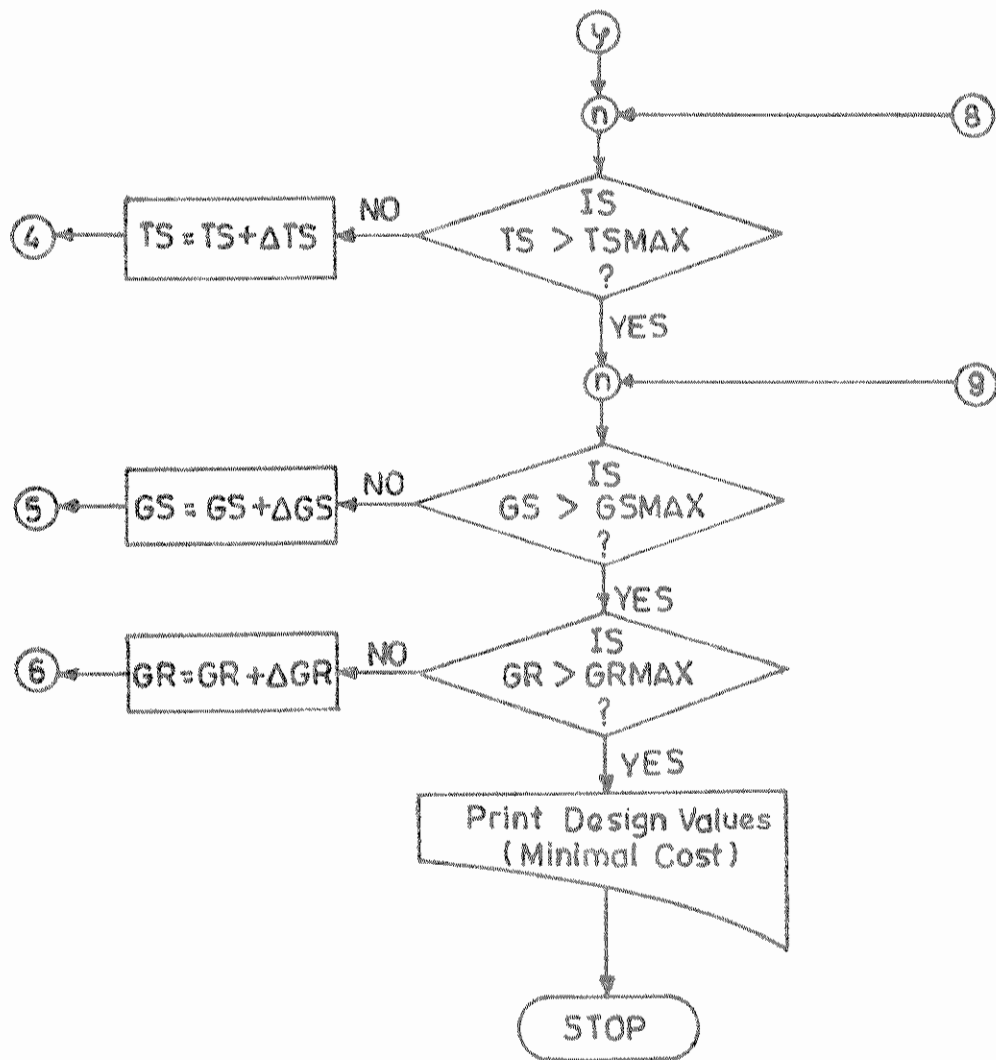 y
n
8
IS
NO
4
TS=TS+ΔTS
TS > TSMAX
?
YES
n
9
IS
NO
5
GS=GS+ΔGS
GS > GSMAX
?
YES
IS
NO
6
GR=GR+ΔGR
GR > GRMAX
?
YES
Print Design Values
(Minimal Cost)
STOP